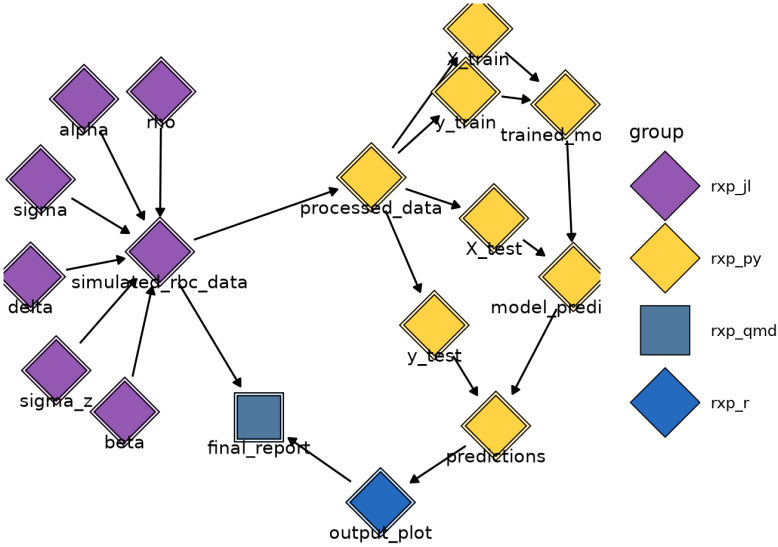 X_train
alpha
rho
y_train
trained_mo
group
rxp_jl
sigma
processed_data
X_test
rxp_py
simulated_rbc_data
delta
model_predi
rxp_qmd
y_test
sigma_z
rxp_r
beta
final_report
predictions
output_plot